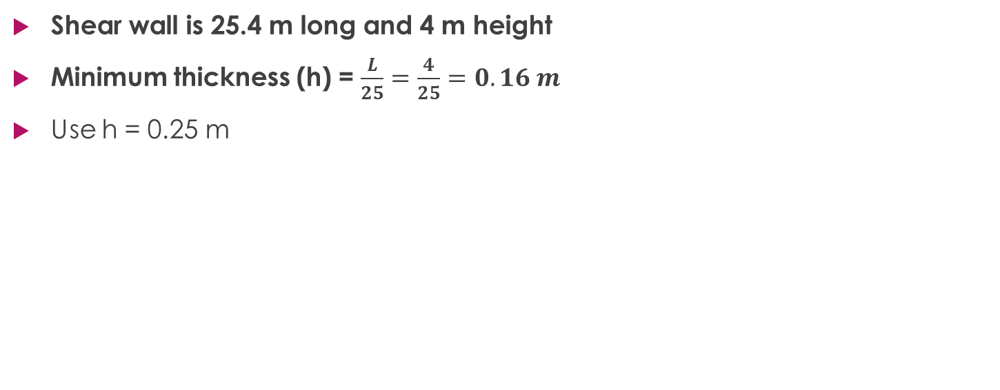 Shear wall is 25.4 m long and 4 m height
Minimum thickness (h) = L/25 = 4/25 = 0.16 m
Use h = 0.25 m